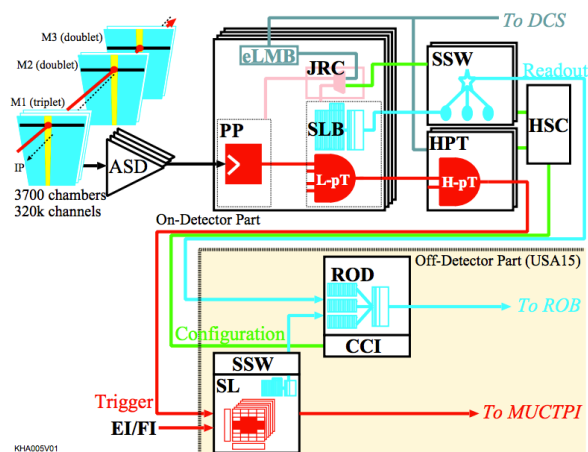 M3 (doublet)
M2 (doublet)
M1 (triplet)
IP
3700 chambers
320k channels
ASD
To DCS
eLMB
JRC
SSW
Readout
PP
SLB
HPT
HSC
L-pT
H-pT
On-Detector Part
Off-Detector Part (USA15)
ROD
To ROB
Configuration
CCI
SSW
SL
Trigger
EI/FI
To MUCTPI
KHA005V01